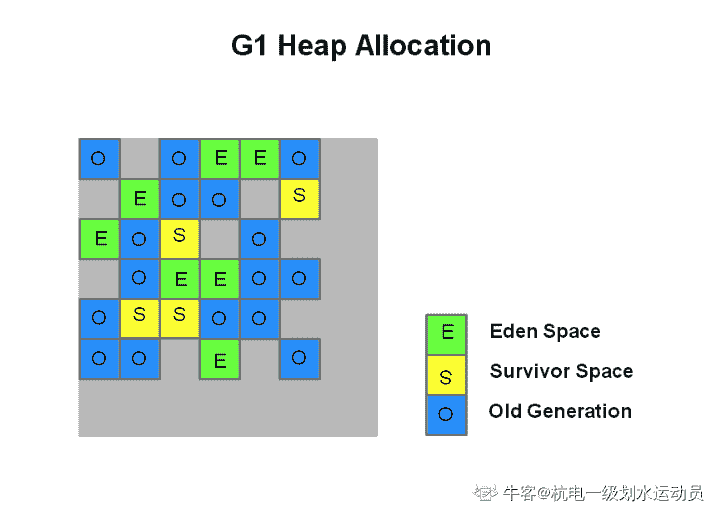 G1 Heap Allocation
O O E E O
E O O S
E O S O
O E E O O
O S S O O
O O E O
E Eden Space
S Survivor Space
O Old Generation
牛客@杭电一级划水运动员